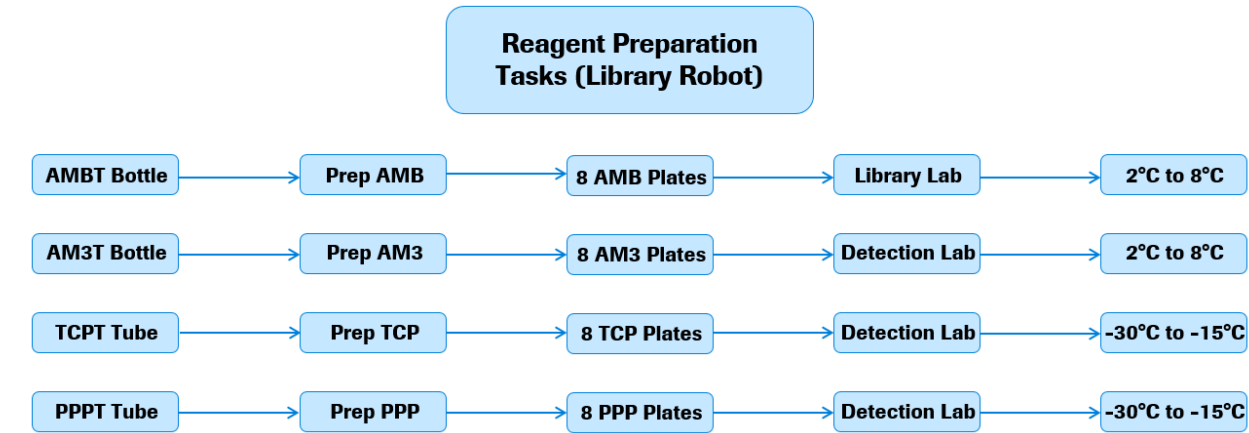 Reagent Preparation
Tasks (Library Robot)
AMBT Bottle Prep AMB 8 AMB Plates Library Lab 2°C to 8°C
AM3T Bottle Prep AM3 8 AM3 Plates Detection Lab 2°C to 8°C
TCPT Tube Prep TCP 8 TCP Plates Detection Lab -30°C to -15°C
PPPT Tube Prep PPP 8 PPP Plates Detection Lab -30°C to -15°C